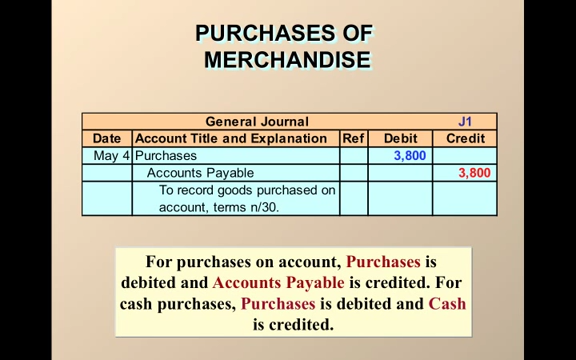 PURCHASES OF
MERCHANDISE
General Journal J1
Date Account Title and Explanation Ref Debit Credit
May 4 Purchases 3,800
Accounts Payable 3,800
To record goods purchased on
account, terms n/30.
For purchases on account, Purchases is
debited and Accounts Payable is credited. For
cash purchases, Purchases is debited and Cash
is credited.